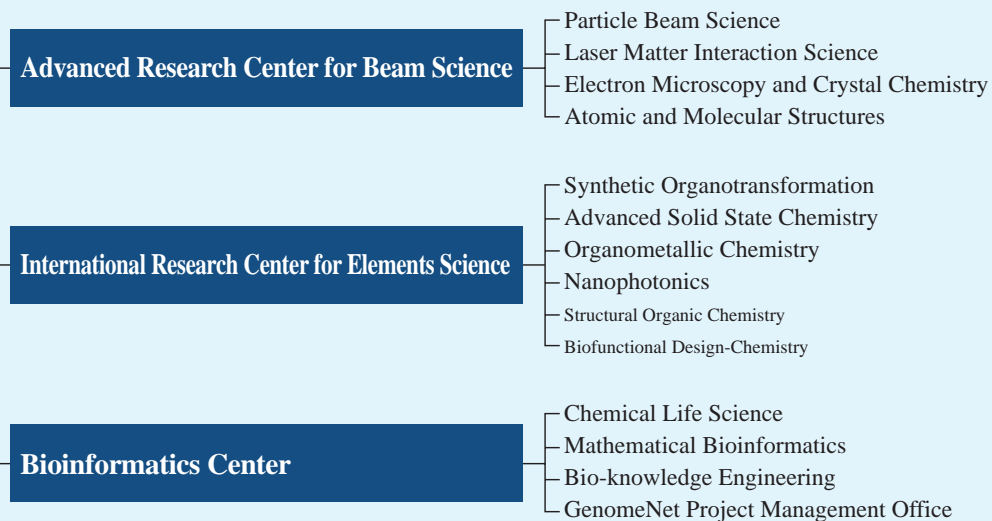 Advanced Research Center for Beam Science
Particle Beam Science
Laser Matter Interaction Science
Electron Microscopy and Crystal Chemistry
Atomic and Molecular Structures
International Research Center for Elements Science
Synthetic Organotransformation
Advanced Solid State Chemistry
Organometallic Chemistry
Nanophotonics
Structural Organic Chemistry
Biofunctional Design-Chemistry
Bioinformatics Center
Chemical Life Science
Mathematical Bioinformatics
Bio-knowledge Engineering
GenomeNet Project Management Office